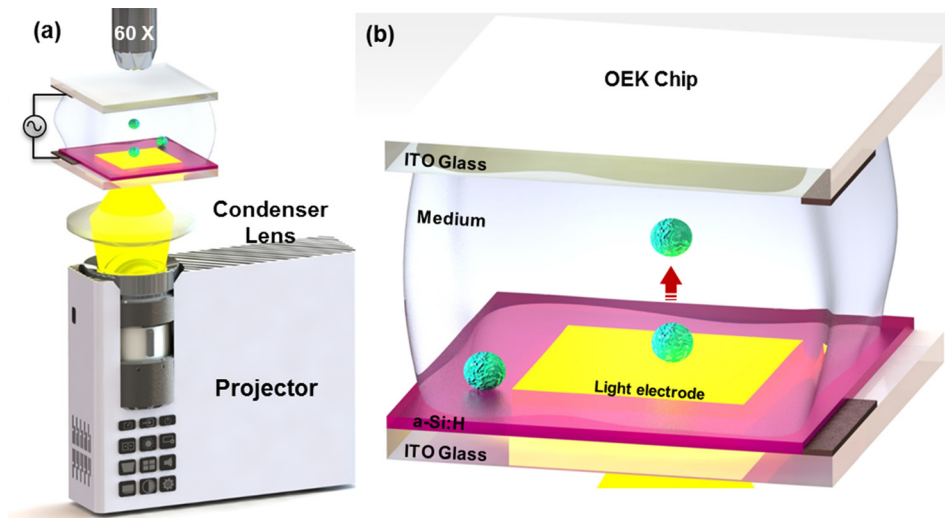 (a)
60 X
Condenser
Lens
Projector
(b)
OEK Chip
ITO Glass
Medium
Light electrode
a-Si:H
ITO Glass